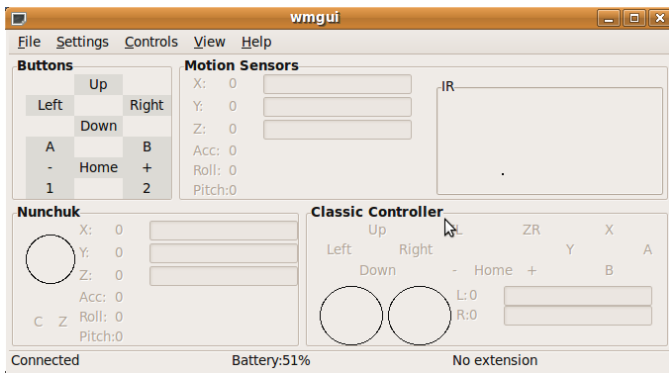 wmgui
File Settings Controls View Help
Buttons
Up
Left Right
Down
A B
- Home +
1 2
Motion Sensors
X: 0
Y: 0
Z: 0
Acc: 0
Roll: 0
Pitch:0
IR
Nunchuk
X: 0
Y: 0
Z: 0
Acc: 0
C Z Roll: 0
Pitch:0
Classic Controller
Up ZR X
Left Right Y A
Down - Home + B
L:0
R:0
Connected Battery:51% No extension